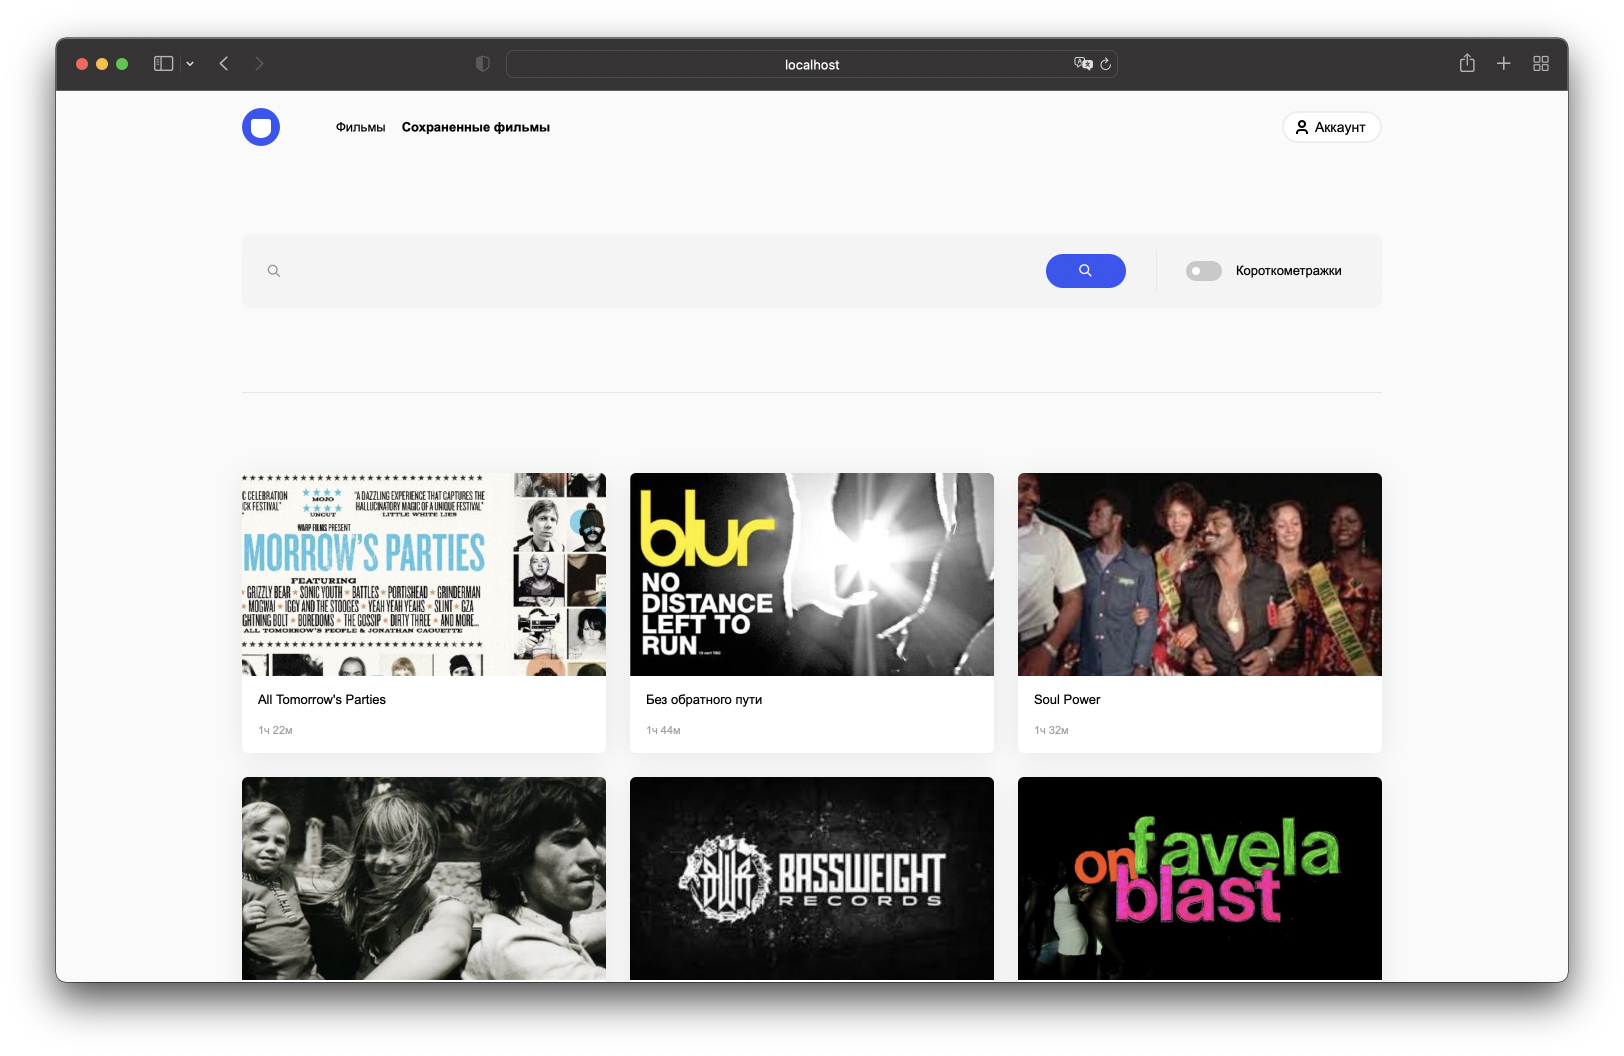 localhost
Фильмы Сохраненные фильмы
Аккаунт
Короткометражки
C CELEBRATION
CK FESTIVAL"
MOJO
UNCUT
"A DAZZLING EXPERIENCE THAT CAPTURES THE
HALLUCINATORY MAGIC OF A UNIQUE FESTIVAL"
LITTLE WHITE LIES
WARP FILMS PRESENT
MORROW'S PARTIES
FEATURING
GRIZZLY BEAR ★ SONIC YOUTH ★ BATTLES ★ PORTISHEAD ★ GRINDERMAN
MOGWAI ★ IGGY AND THE STOOGES ★ YEAH YEAH YEAHS ★ SLINT ★ GZA
GHTNING BOLT ★ BOREDOMS ★ THE GOSSIP ★ DIRTY THREE ★ AND MORE...
ALL TOMORROW'S PEOPLE & JONATHAN CAOUETTE
blur
NO
DISTANCE
LEFT TO
RUN
All Tomorrow's Parties
1ч 22м
Без обратного пути
1ч 44м
Soul Power
1ч 32м
BWR
BASSWEIGHT
RECORDS
favela
on
blast